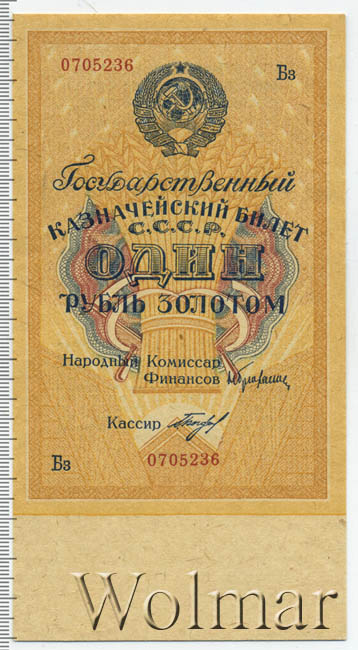 0705236
Бз
Государственный
КАЗНАЧЕЙСКИЙ БИЛЕТ
С.С.С.Р.
ОДИН
РУБЛЬ ЗОЛОТОМ
Народный Комиссар
Финансов
Кассир
Бз
0705236
Wolmar